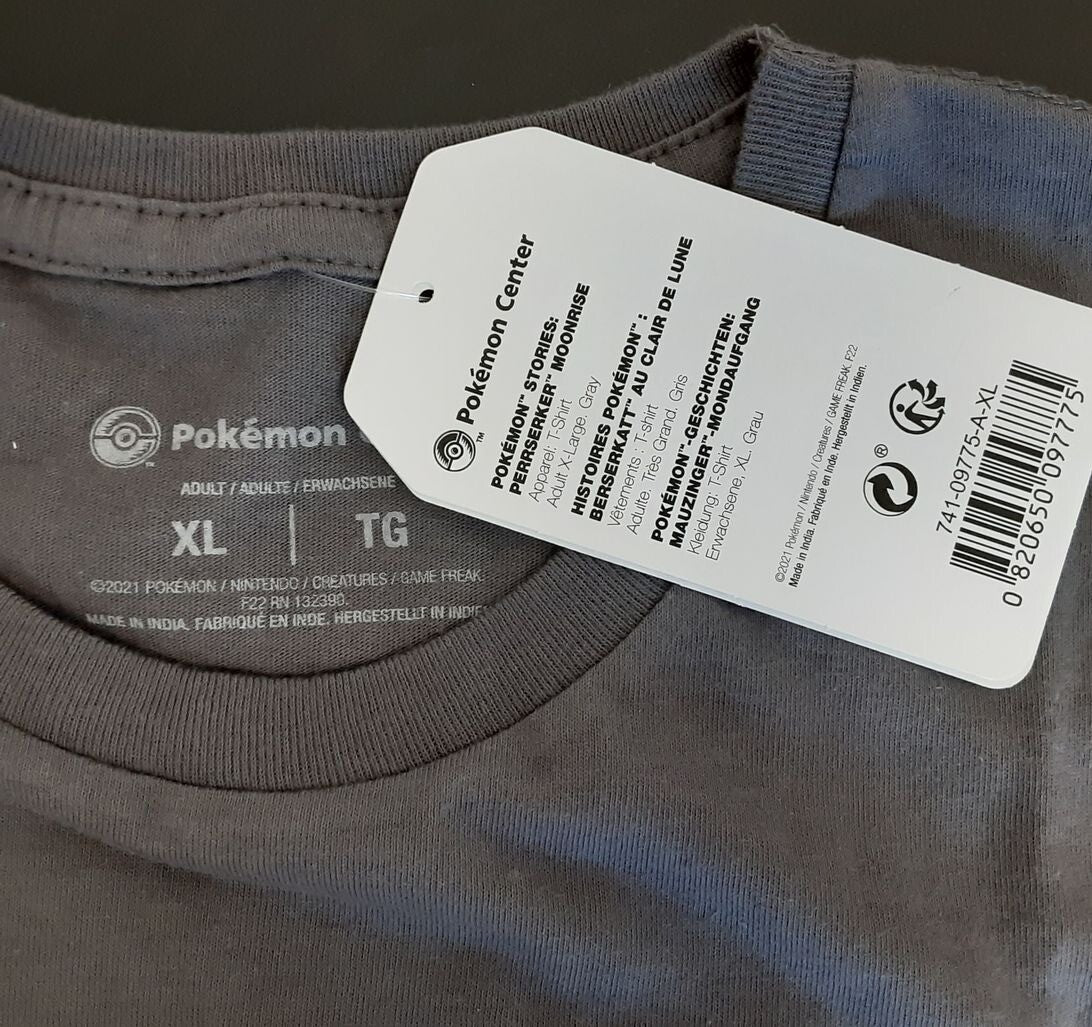 Pokémon
ADULT / ADULTE / ERWACHSENE
XL | TG
©2021 POKÉMON / NINTENDO / CREATURES / GAME FREAK.
F22 RN 132390.
MADE IN INDIA. FABRIQUÉ EN INDE. HERGESTELLT IN
Pokémon Center
™
POKÉMON™ STORIES:
PERRSERKER™ MOONRISE
Apparel: T-Shirt
Adult X-Large, Gray
HISTOIRES POKÉMON™ :
BERSERKATT™ AU CLAIR DE LUNE
Vêtements : T-shirt
Adulte, Très Grand, Gris
POKÉMON™-GESCHICHTEN:
MAUZINGER™-MONDAUFGANG
Kleidung: T-Shirt
Erwachsene, XL, Grau
©2021 Pokémon / Nintendo / Creatures / GAME FREAK. F22
Made in India. Fabriqué en Inde. Hergestellt in Indien.
®
741-09775-A-XL
0 820650 097775